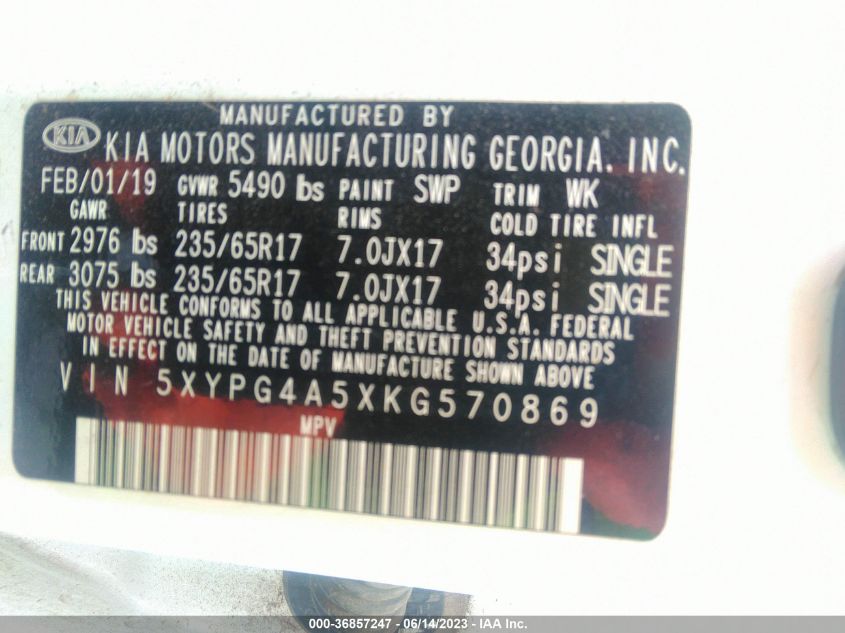 MANUFACTURED BY
KIA KIA MOTORS MANUFACTURING GEORGIA. INC.
FEB/01/19 GVWR 5490 lbs PAINT SWP TRIM WK
GAWR TIRES RIMS COLD TIRE INFL
FRONT 2976 lbs 235/65R17 7.0JX17 34psi SINGLE
REAR 3075 lbs 235/65R17 7.0JX17 34psi SINGLE
THIS VEHICLE CONFORMS TO ALL APPLICABLE U.S.A. FEDERAL
MOTOR VEHICLE SAFETY AND THEFT PREVENTION STANDARDS
IN EFFECT ON THE DATE OF MANUFACTURE SHOWN ABOVE
VIN 5XYPG4A5XKG570869
MPV
000-36857247 - 06/14/2023 - IAA Inc.